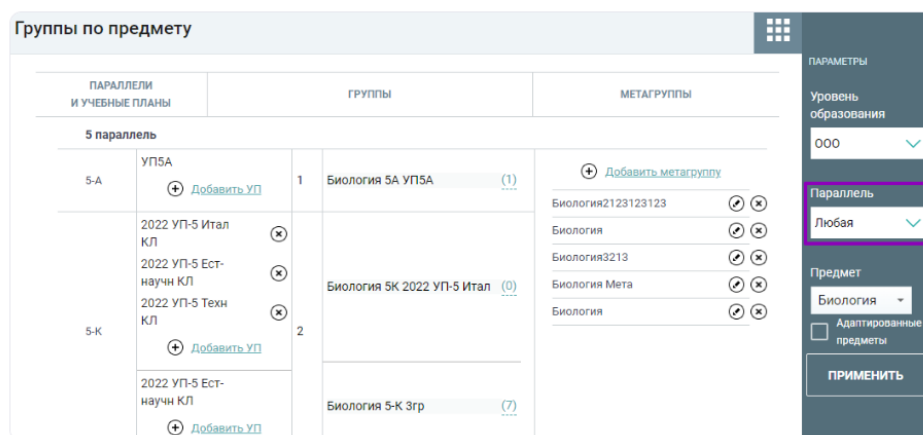 Группы по предмету
ПАРАЛЛЕЛИ
И УЧЕБНЫЕ ПЛАНЫ
ГРУППЫ
МЕТАГРУППЫ
5 параллель
5-А
УП5А
Добавить УП
1
Биология 5А УП5А
(1)
5-К
2022 УП-5 Итал
КЛ
2022 УП-5 Ест-
научн КЛ
2022 УП-5 Техн
КЛ
Добавить УП
2
Биология 5К 2022 УП-5 Итал
(0)
2022 УП-5 Ест-
научн КЛ
Добавить УП
Биология 5-К 3гр
(7)
Добавить метагруппу
Биология2123123123
Биология
Биология3213
Биология Мета
Биология
ПАРАМЕТРЫ
Уровень
образования
ООО
Параллель
Любая
Предмет
Биология
Адаптированные
предметы
ПРИМЕНИТЬ